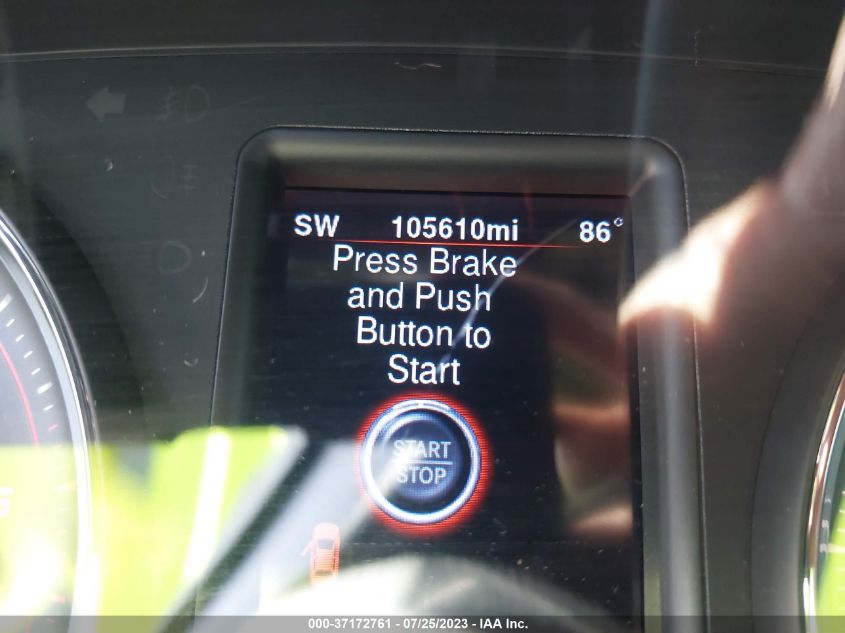 SW 105610mi 86°
Press Brake
and Push
Button to
Start
START
STOP
000-37172761 - 07/25/2023 - IAA Inc.